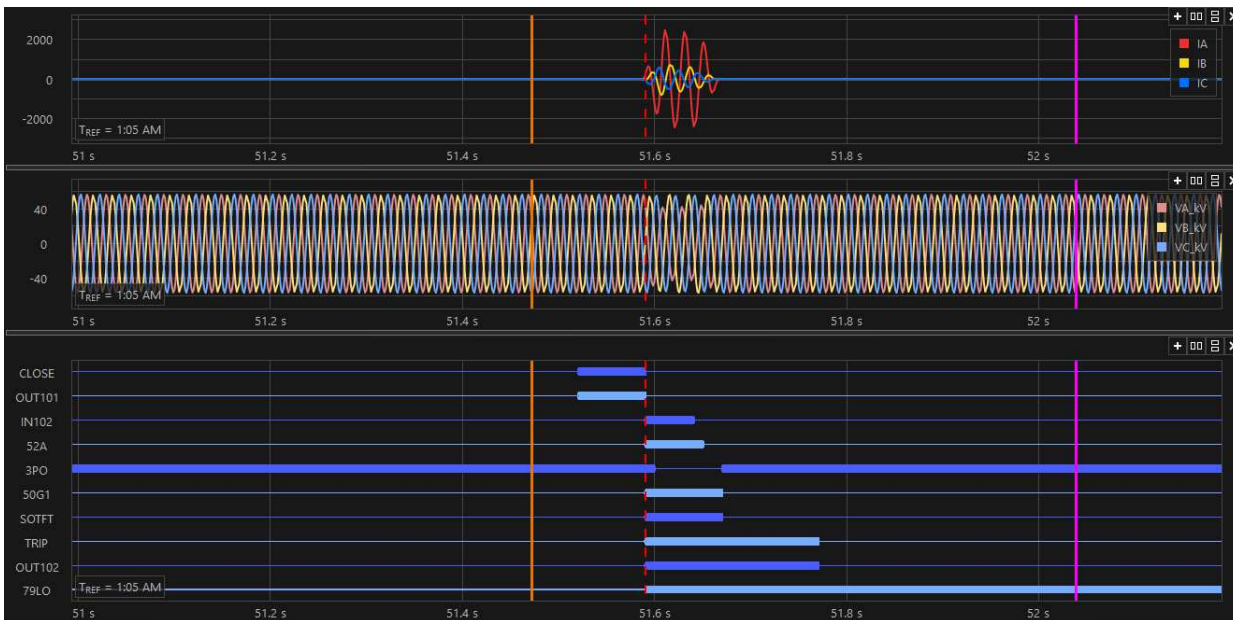 2000
0
-2000
IA
IB
IC
TREF = 1:05 AM
51 s 51.2 s 51.4 s 51.6 s 51.8 s 52 s
40
0
-40
VA_kV
VB_kV
VC_kV
TREF = 1:05 AM
51 s 51.2 s 51.4 s 51.6 s 51.8 s 52 s
CLOSE
OUT101
IN102
52A
3PO
50G1
SOTFT
TRIP
OUT102
79LO
TREF = 1:05 AM
51 s 51.2 s 51.4 s 51.6 s 51.8 s 52 s